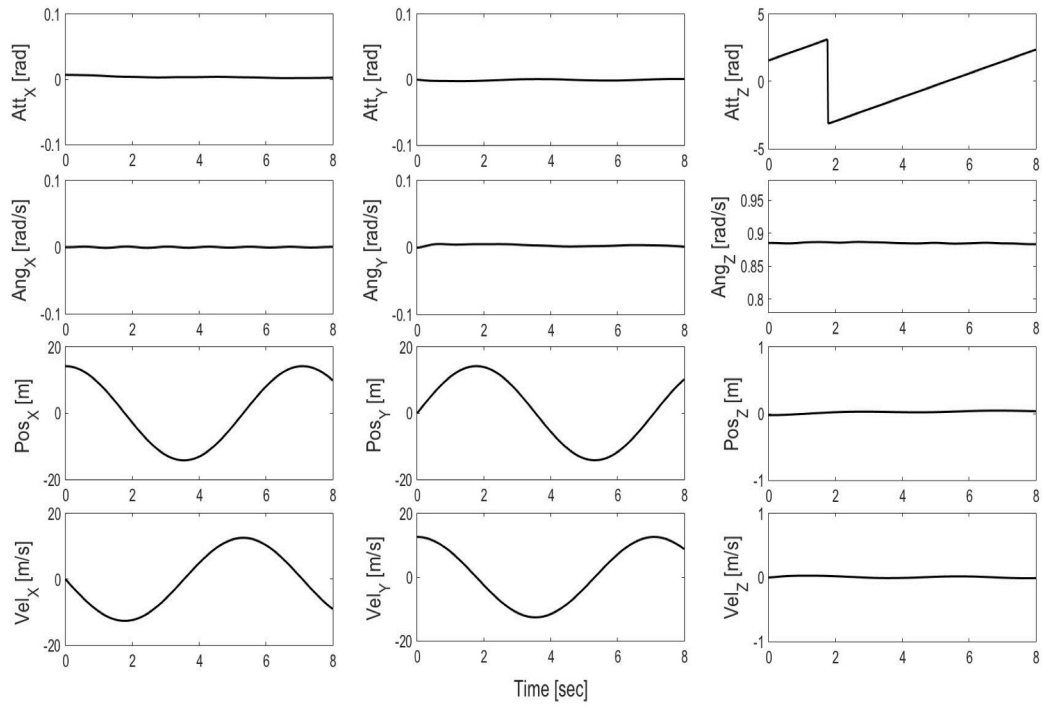 0.1 0.1 5
Att_X [rad] 0 Att_Y [rad] 0 Att_Z [rad] 0
-0.1 -0.1 -5
0 2 4 6 8 0 2 4 6 8 0 2 4 6 8
0.1 0.1 0.95
Ang_X [rad/s] 0 Ang_Y [rad/s] 0 Ang_Z [rad/s] 0.9
0.85
-0.1 -0.1 0.8
0 2 4 6 8 0 2 4 6 8 0 2 4 6 8
20 20 1
Pos_X [m] 0 Pos_Y [m] 0 Pos_Z [m] 0
-20 -20 -1
0 2 4 6 8 0 2 4 6 8 0 2 4 6 8
20 20 1
Vel_X [m/s] 0 Vel_Y [m/s] 0 Vel_Z [m/s] 0
-20 -20 -1
0 2 4 6 8 0 2 4 6 8 0 2 4 6 8
Time [sec]